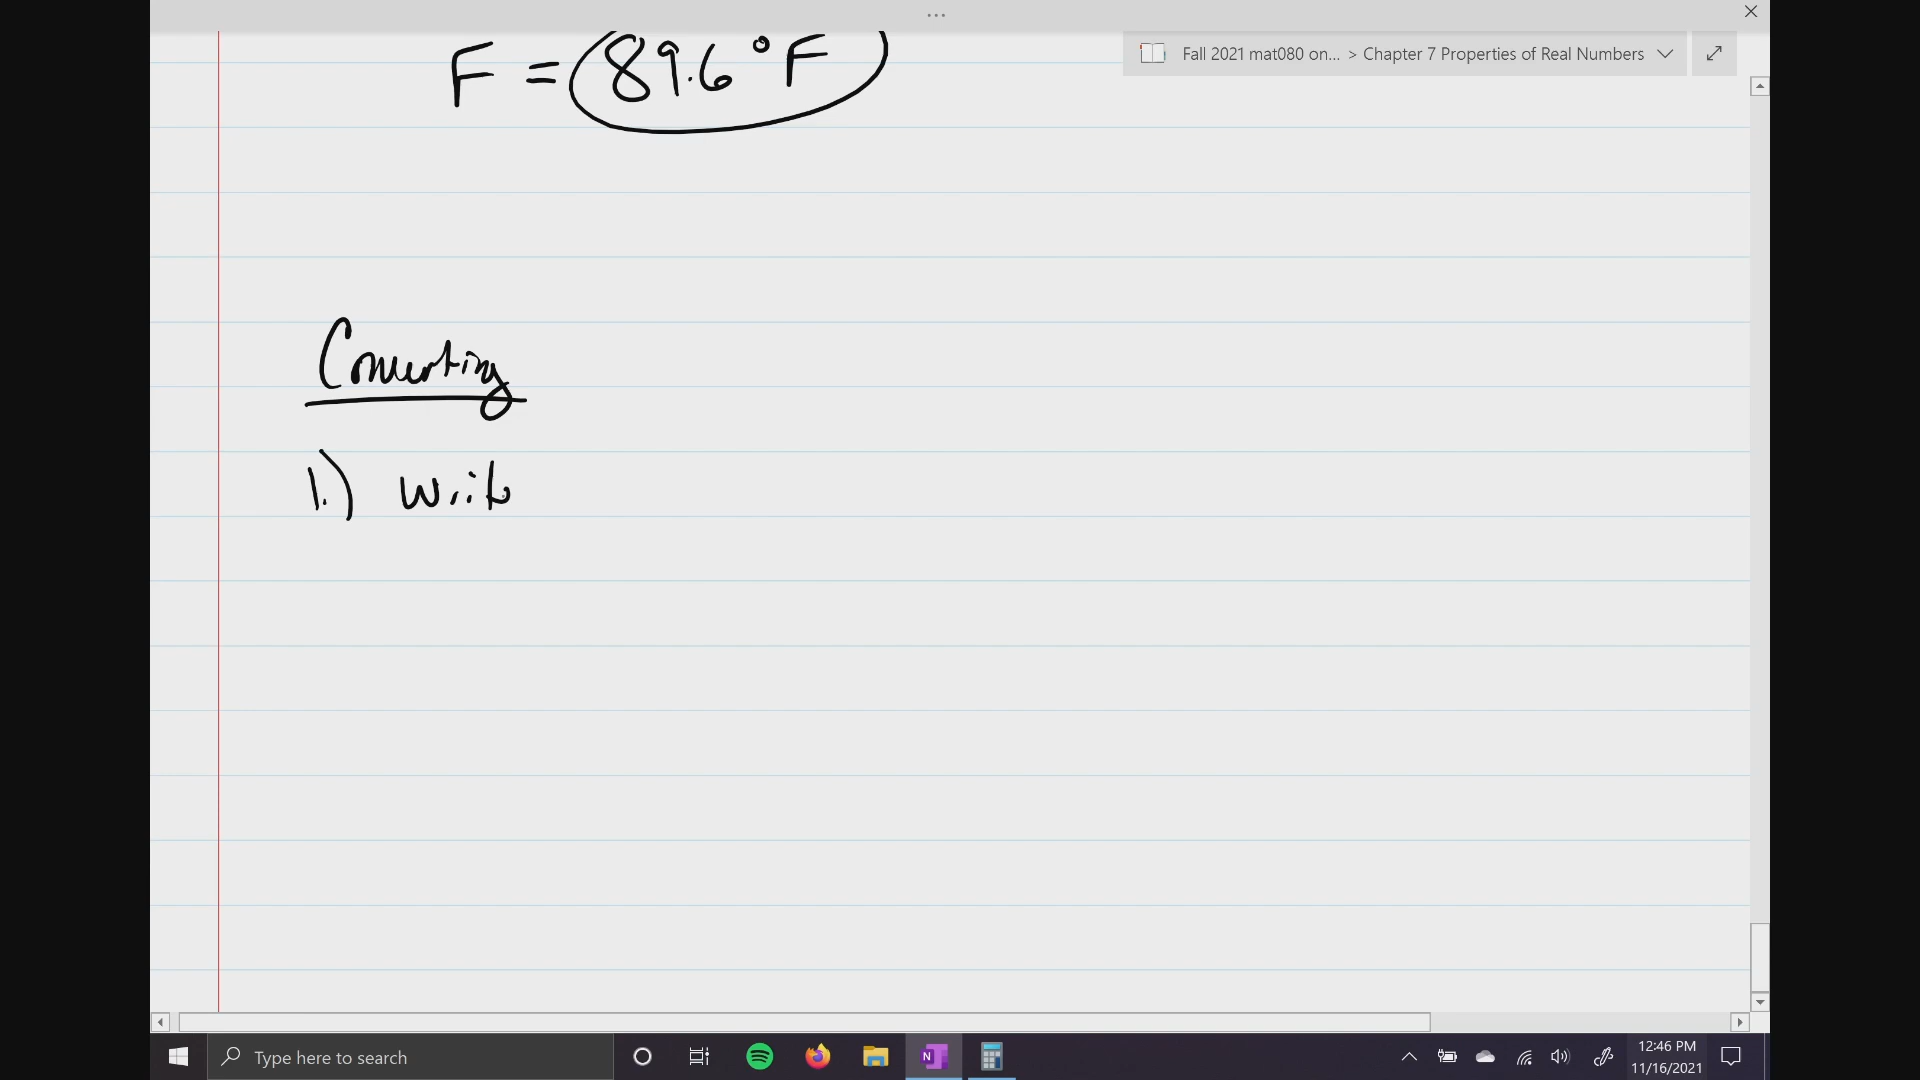 ...
Fall 2021 mat080 on... > Chapter 7 Properties of Real Numbers
F = 89.6 °F
Converting
1.) Write
Type here to search
12:46 PM
11/16/2021